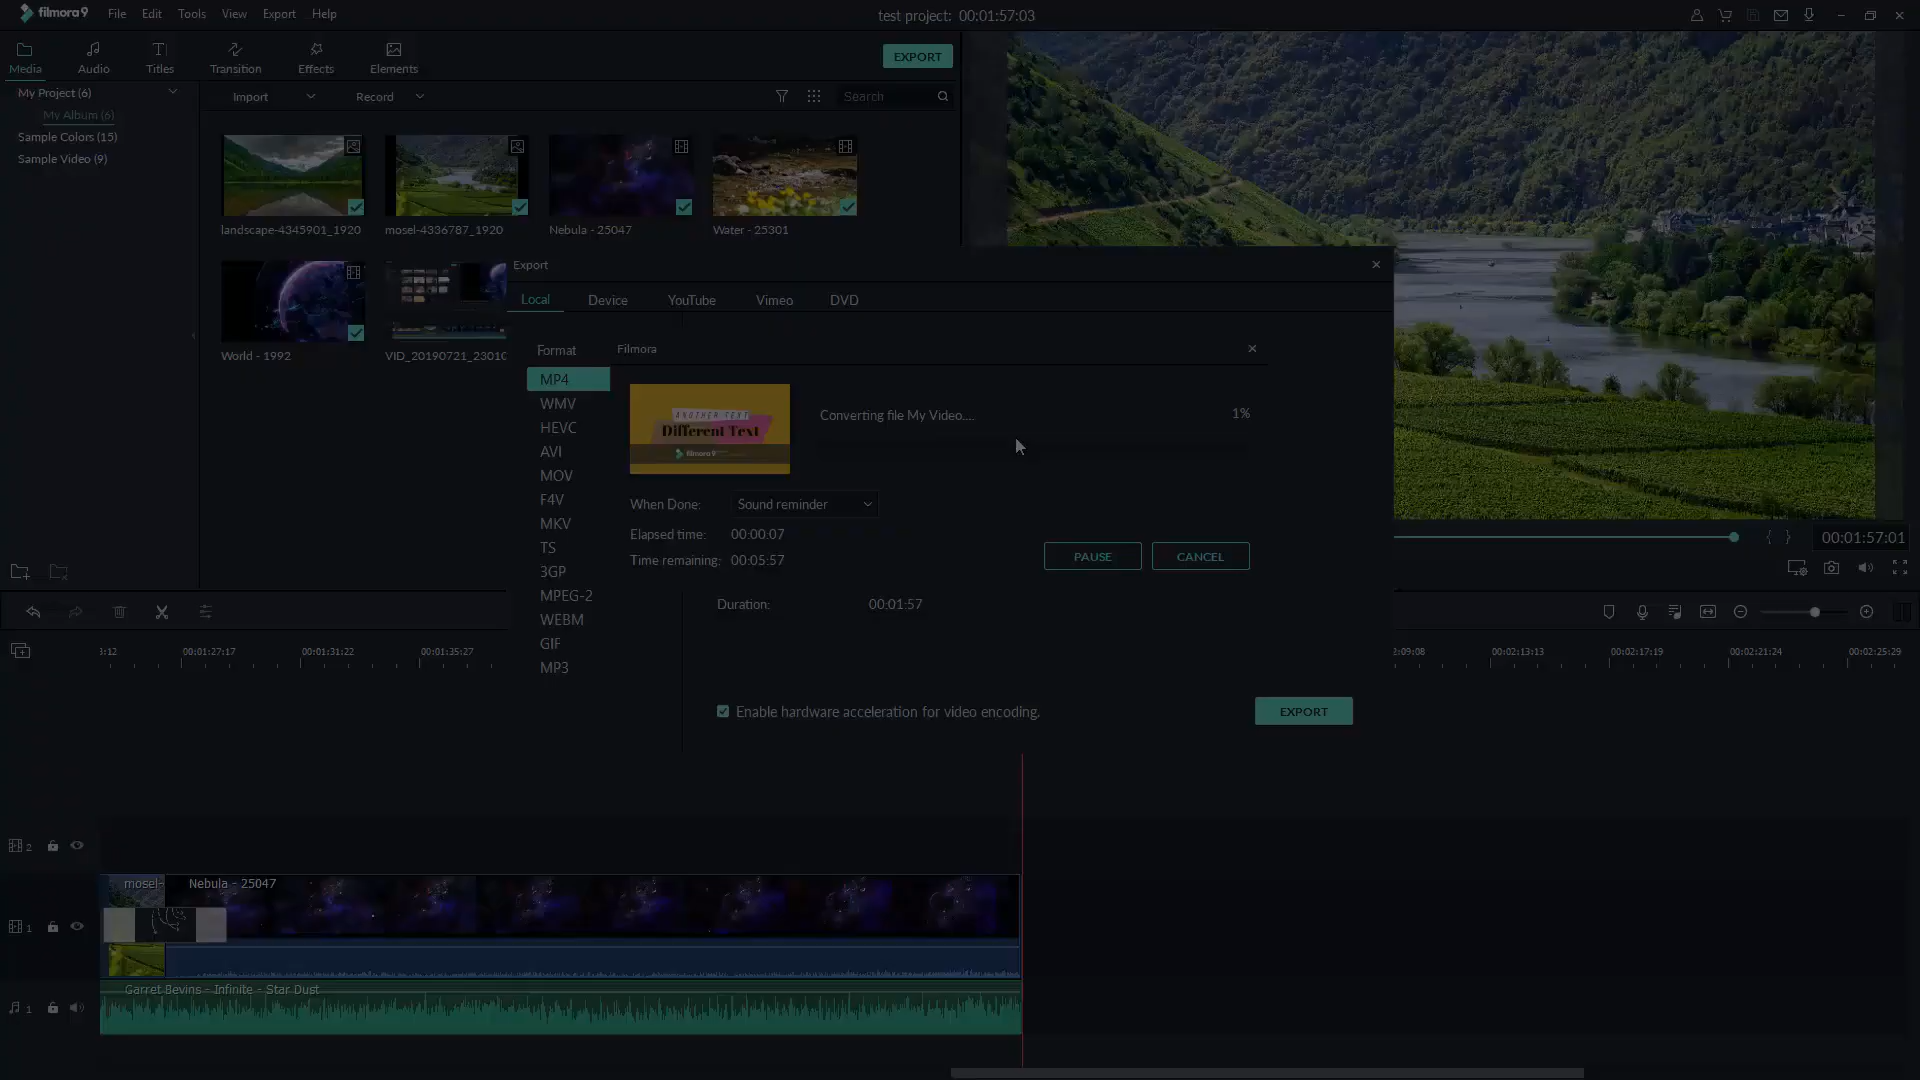 filmora9
File Edit Tools View Export Help
test project: 00:01:57:03
Media
Audio
Titles
Transition
Effects
Elements
EXPORT
My Project (6)
My Album (6)
Sample Colors (15)
Sample Video (9)
Import
Record
Search
landscape-4345901_1920
mosel-4336787_1920
Nebula - 25047
Water - 25301
World - 1992
VID_20190721_2301
Export
Local
Device
YouTube
Vimeo
DVD
Format
MP4
WMV
HEVC
AVI
MOV
F4V
MKV
TS
3GP
MPEG-2
WEBM
GIF
MP3
Filmora
ANOTHER TEXT
Different Text
filmora9
Converting file My Video....
1%
When Done: Sound reminder
Elapsed time: 00:00:07
Time remaining: 00:05:57
PAUSE
CANCEL
Duration: 00:01:57
Enable hardware acceleration for video encoding.
EXPORT
00:01:57:01
3:12
00:01:27:17
00:01:31:22
00:01:35:27
2:09:08
00:02:13:13
00:02:17:19
00:02:21:24
00:02:25:29
2
mosel-
Nebula - 25047
1
Garret Bevins - Infinite - Star Dust
1